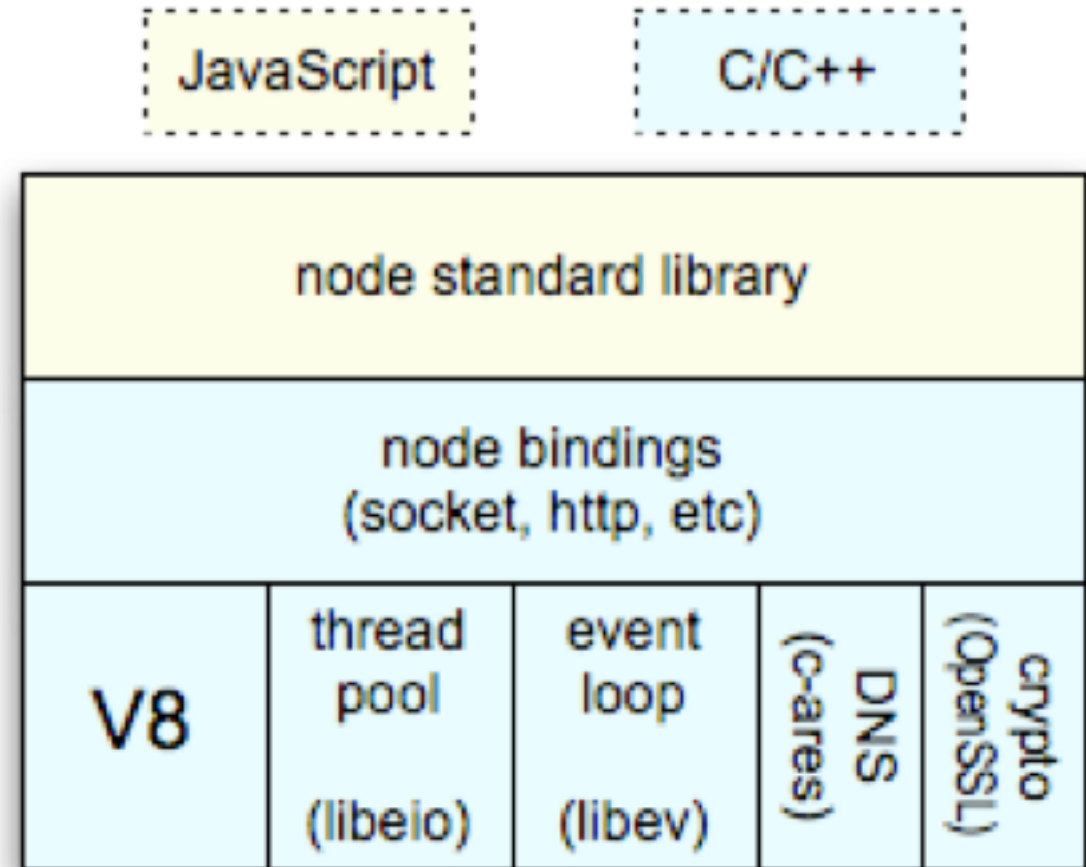 JavaScript
C/C++
node standard library
node bindings
(socket, http, etc)
V8
thread
pool
(libeio)
event
loop
(libev)
DNS
(c-ares)
crypto
(OpenSSL)